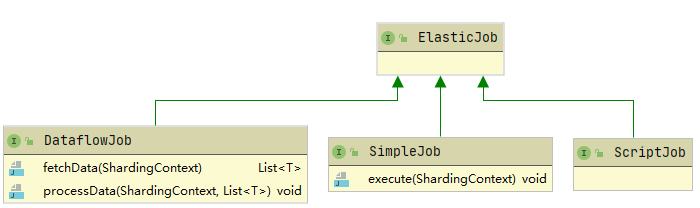 ElasticJob
DataflowJob
fetchData(ShardingContext) List<T>
processData(ShardingContext, List<T>) void
SimpleJob
execute(ShardingContext) void
ScriptJob